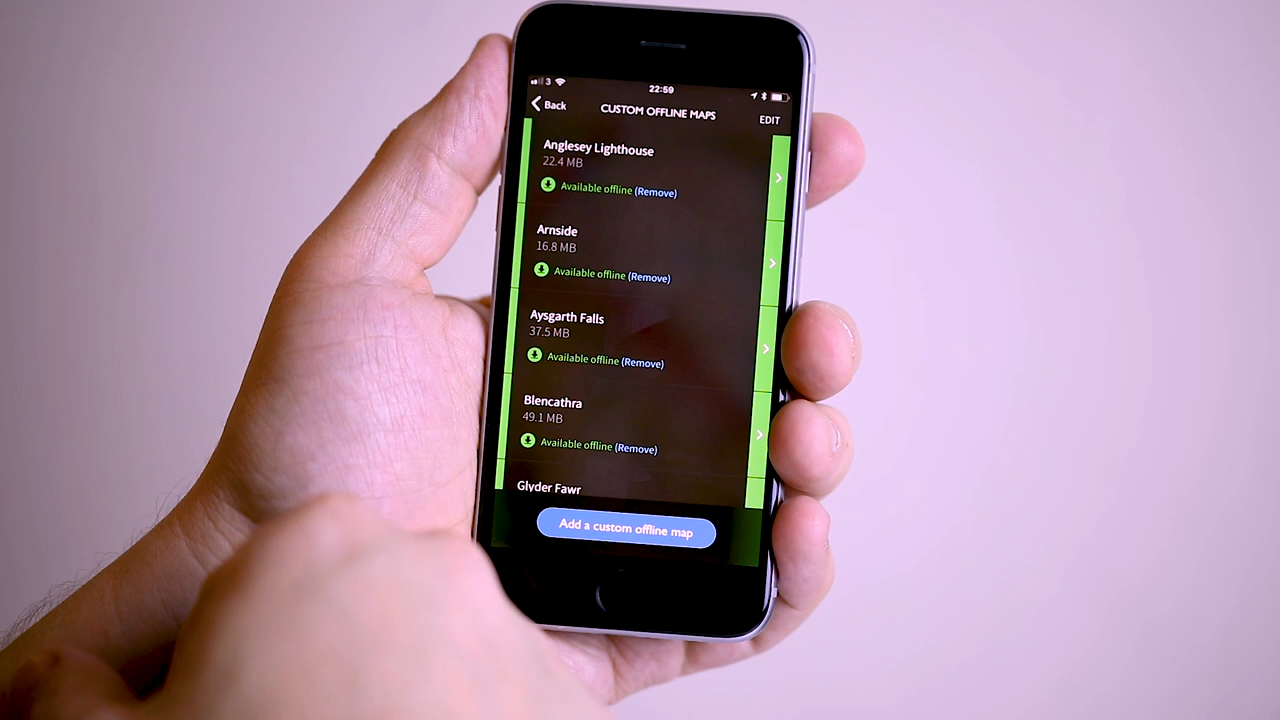 3
22:59
Back
CUSTOM OFFLINE MAPS
EDIT
Anglesey Lighthouse
22.4 MB
Available offline (Remove)
Arnside
16.8 MB
Available offline (Remove)
Aysgarth Falls
37.5 MB
Available offline (Remove)
Blencathra
49.1 MB
Available offline (Remove)
Glyder Fawr
Add a custom offline map